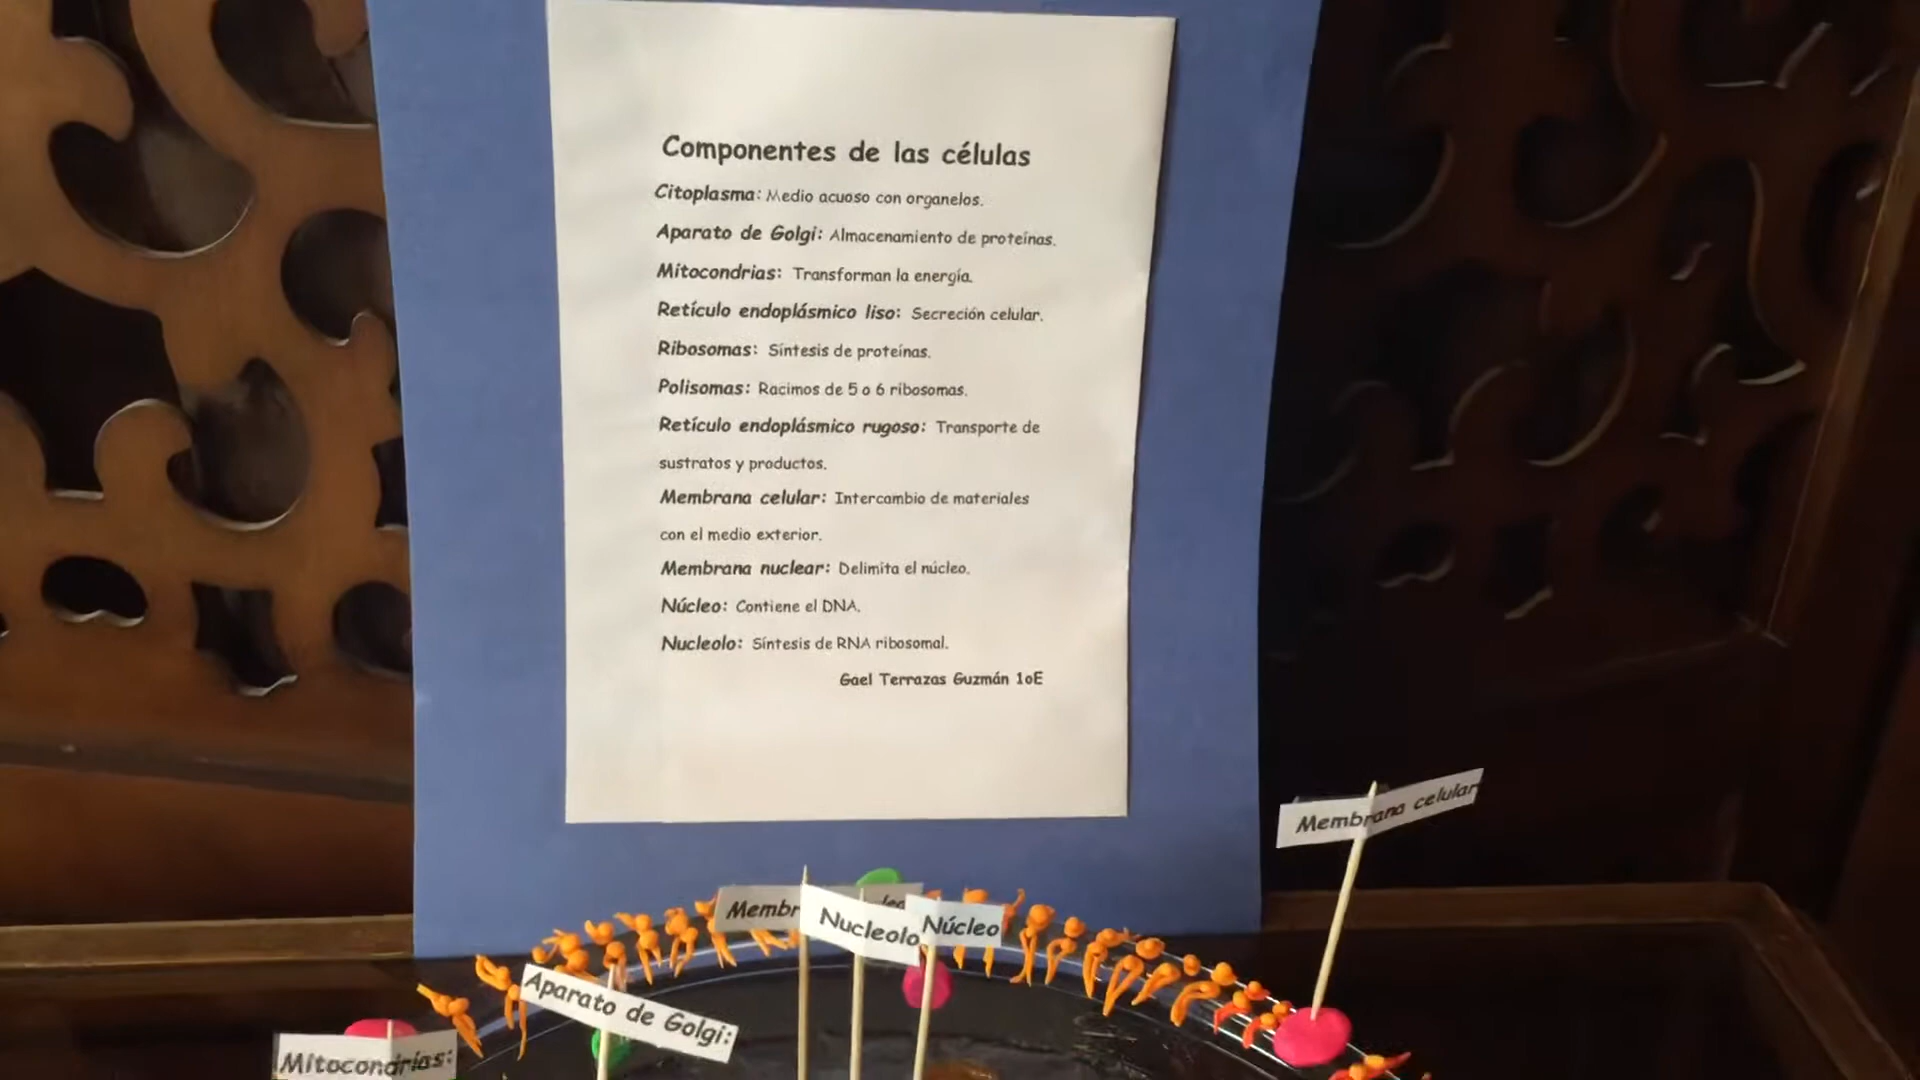 Componentes de las células
Citoplasma: Medio acuoso con organelos.
Aparato de Golgi: Almacenamiento de proteínas.
Mitocondrias: Transforman la energía.
Retículo endoplásmico liso: Secreción celular.
Ribosomas: Síntesis de proteínas.
Polisomas: Racimos de 5 o 6 ribosomas.
Retículo endoplásmico rugoso: Transporte de
sustratos y productos.
Membrana celular: Intercambio de materiales
con el medio exterior.
Membrana nuclear: Delimita el núcleo.
Núcleo: Contiene el DNA.
Nucleolo: Síntesis de RNA ribosomal.
Gael Terrazas Guzmán 1oE
Membrana celular
Nucleolo
Núcleo
Aparato de Golgi:
Mitocondrias: